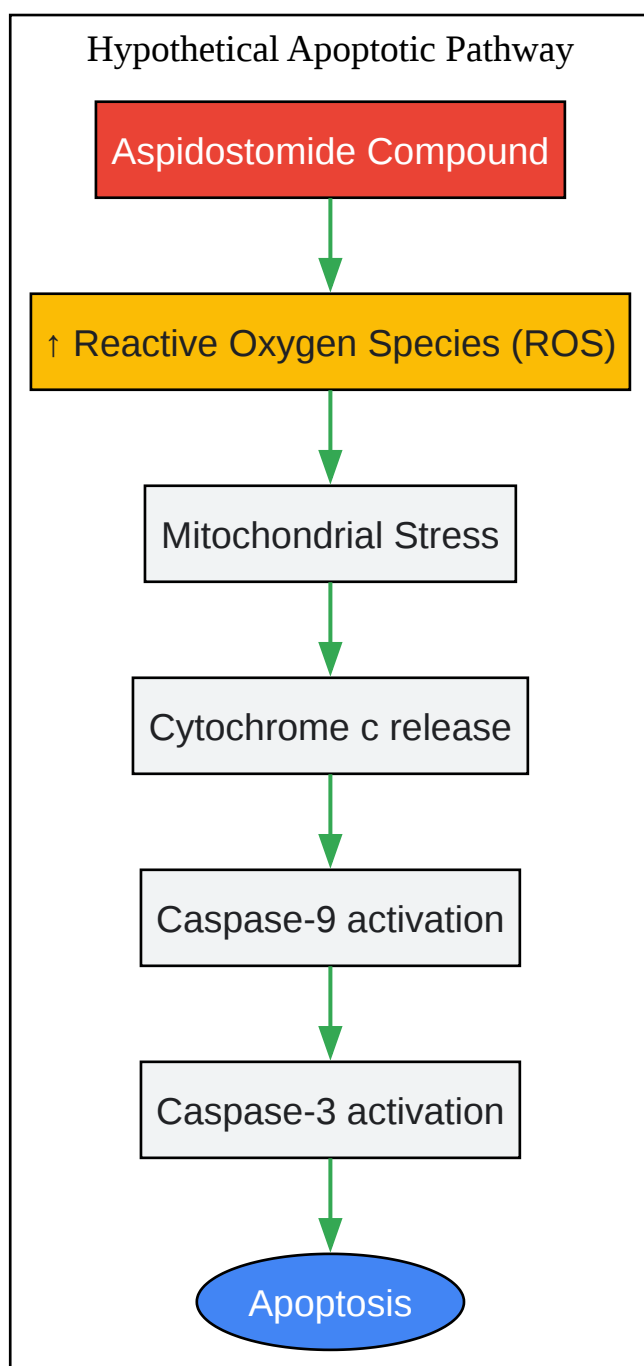 Hypothetical Apoptotic Pathway
Aspidostomide Compound
↑ Reactive Oxygen Species (ROS)
Mitochondrial Stress
Cytochrome c release
Caspase-9 activation
Caspase-3 activation
Apoptosis